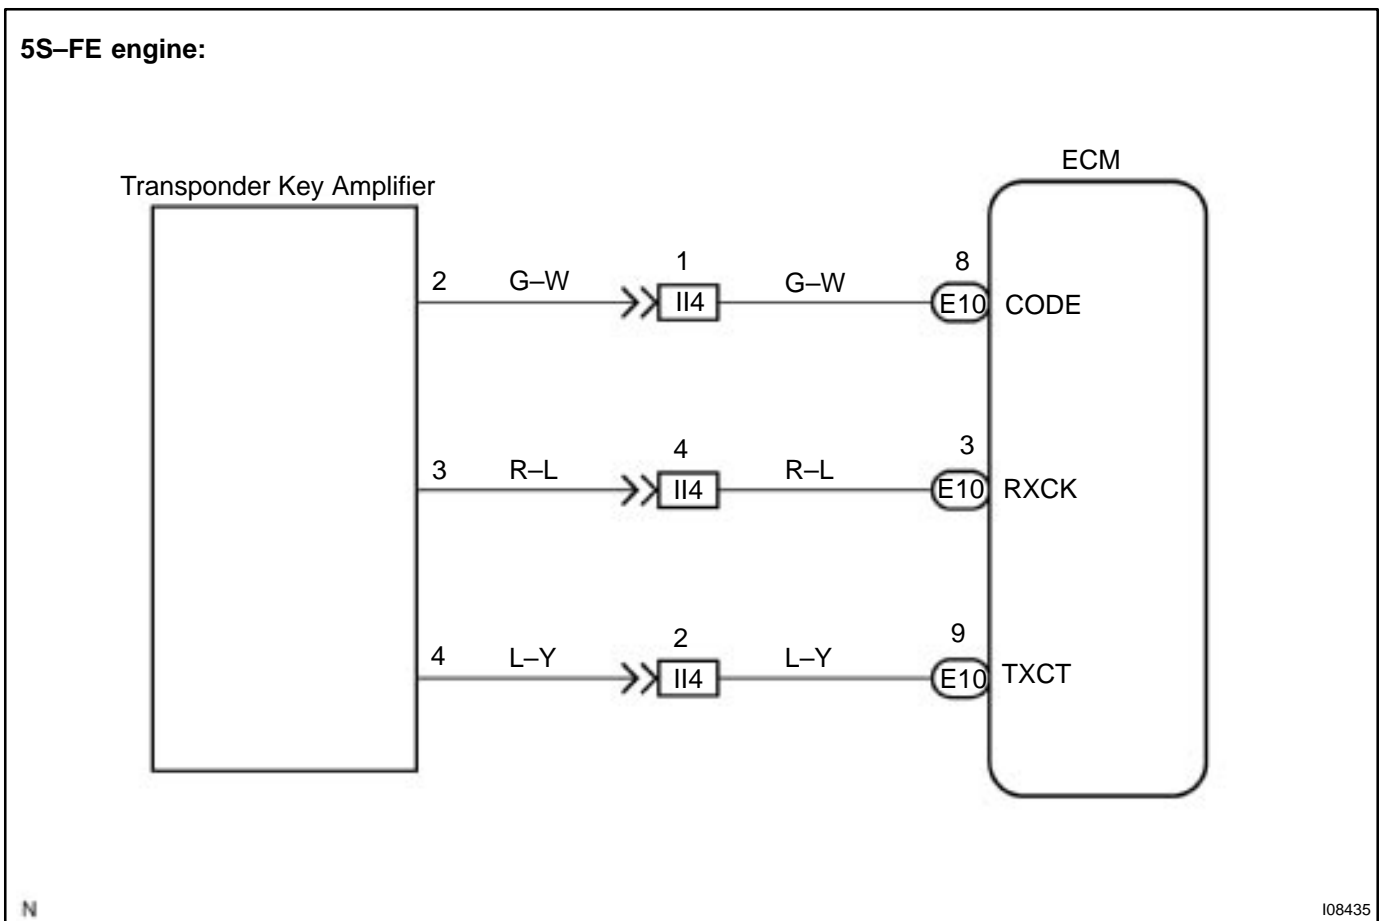 5S–FE engine:
ECM
Transponder Key Amplifier
2 G–W 1 G–W 8
II4 E10 CODE
3 R–L 4 R–L 3
II4 E10 RXCK
4 L–Y 2 L–Y 9
II4 E10 TXCT
N I08435